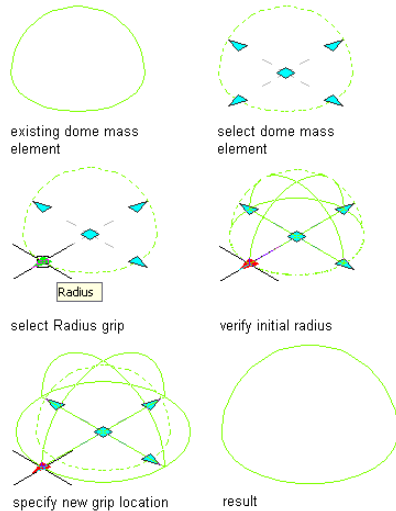 existing dome mass
element
select dome mass
element
Radius
select Radius grip
verify initial radius
specify new grip location
result